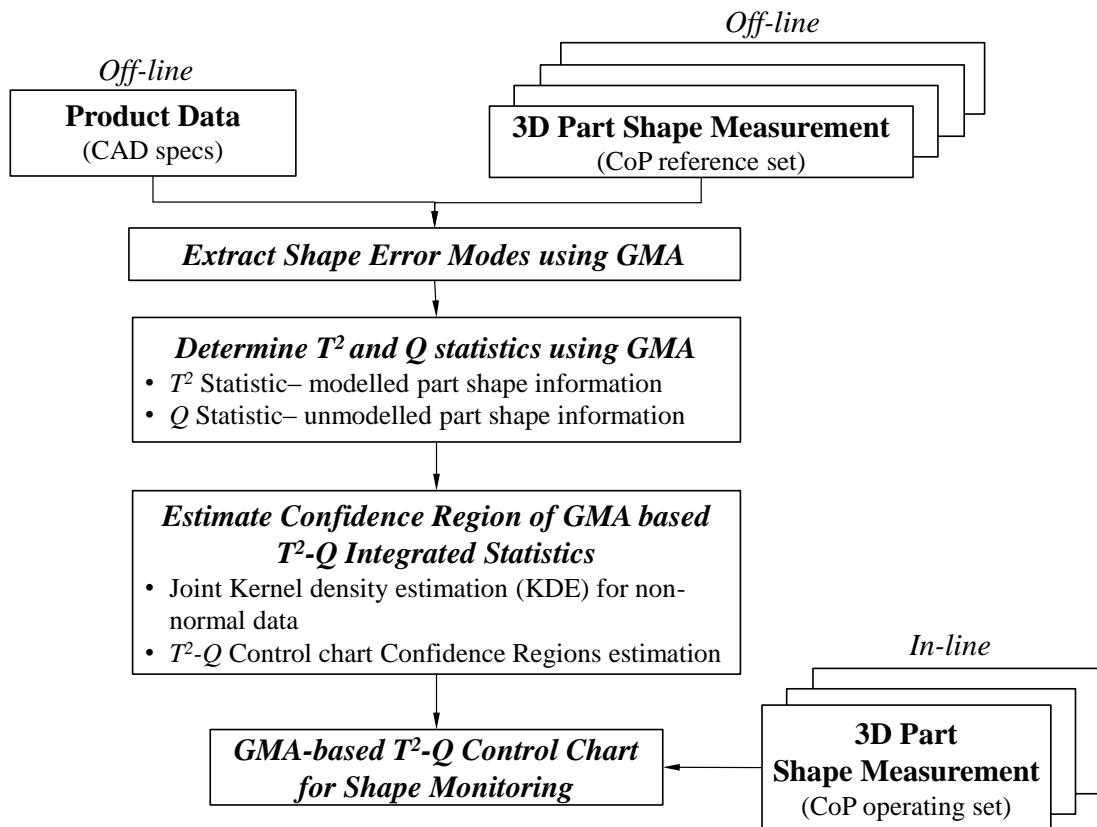 Off-line
Product Data
(CAD specs)
Off-line
3D Part Shape Measurement
(CoP reference set)
Extract Shape Error Modes using GMA
Determine T² and Q statistics using GMA
• T² Statistic– modelled part shape information
• Q Statistic– unmodelled part shape information
Estimate Confidence Region of GMA based
T²-Q Integrated Statistics
• Joint Kernel density estimation (KDE) for non-
normal data
• T²-Q Control chart Confidence Regions estimation
In-line
3D Part
Shape Measurement
(CoP operating set)
GMA-based T²-Q Control Chart
for Shape Monitoring